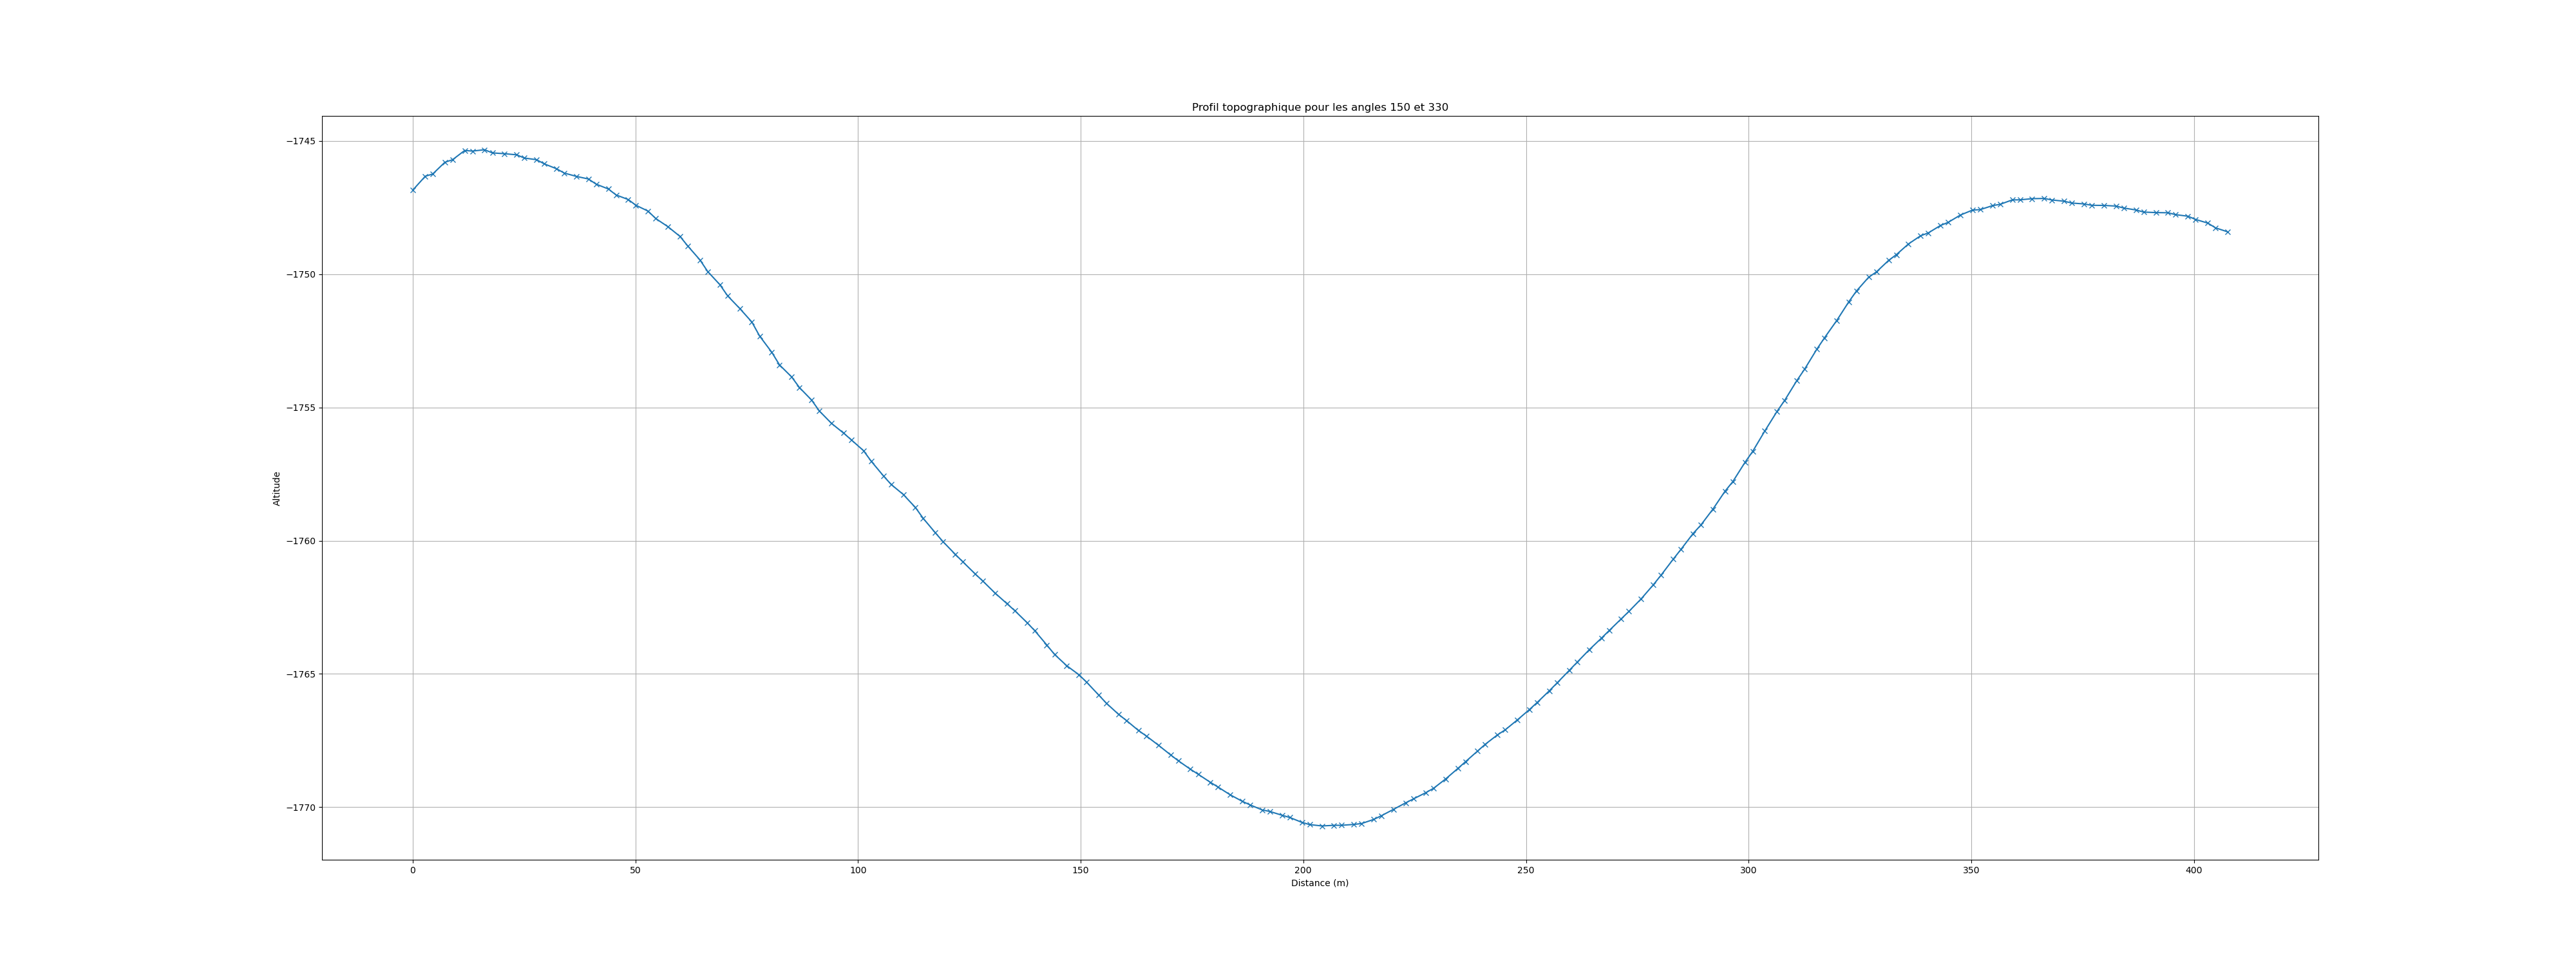 Profil topographique pour les angles 150 et 330
−1745
−1750
−1755
−1760
−1765
−1770
Altitude
0 50 100 150 200 250 300 350 400
Distance (m)